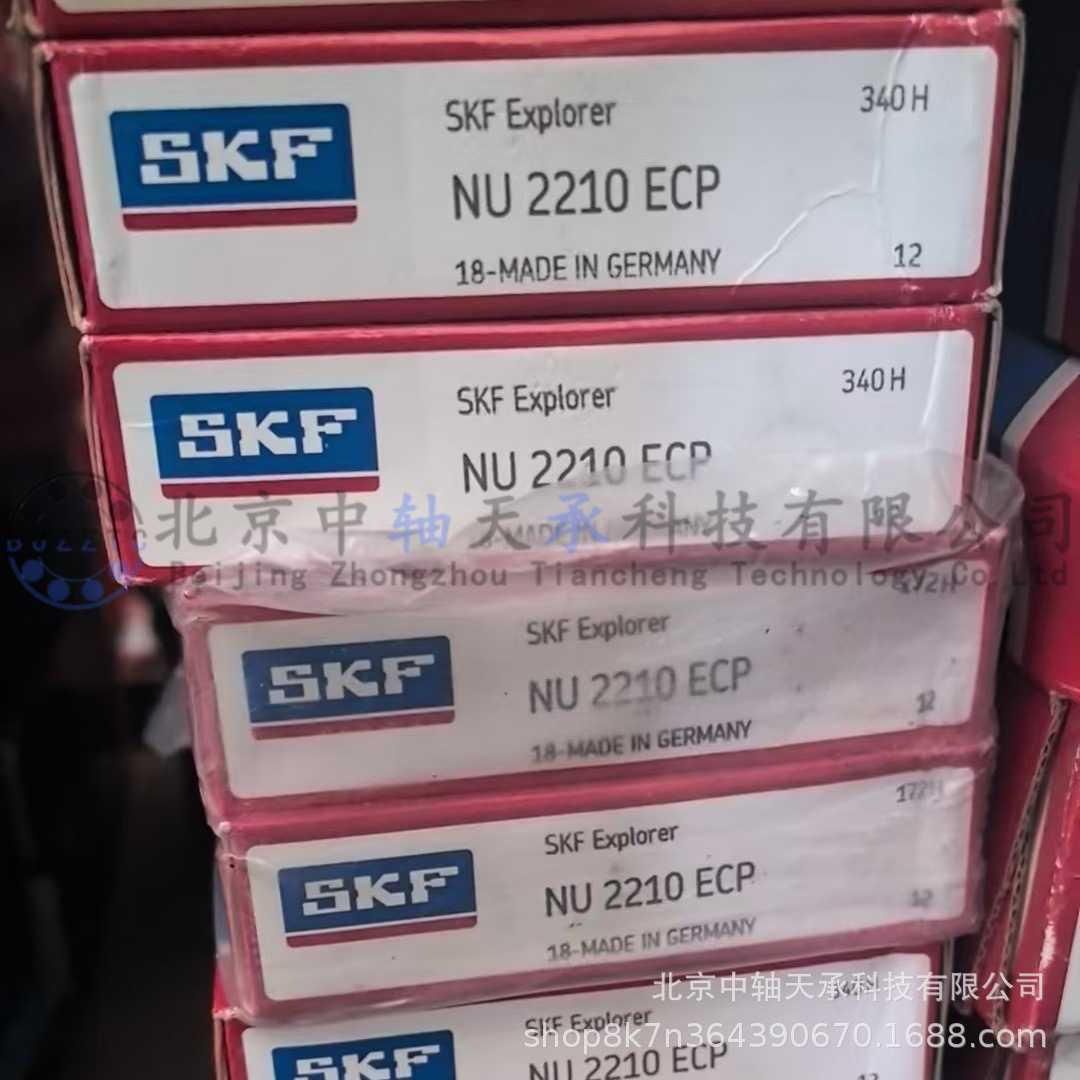 SKF
SKF Explorer
340 H
NU 2210 ECP
18-MADE IN GERMANY
12
SKF
SKF Explorer
340 H
NU 2210 ECP
北京中轴天承科技有限公司
Beijing Zhongzhou Tiancheng Technology Co Ltd
SKF
SKF Explorer
NU 2210 ECP
12
18-MADE IN GERMANY
SKF
SKF Explorer
NU 2210 ECP
12
18-MADE IN GERMANY
北京中轴天承科技有限公司
SKF
SKF Explorer
shop8k7n364390670.1688.com
NU 2210 ECP
12